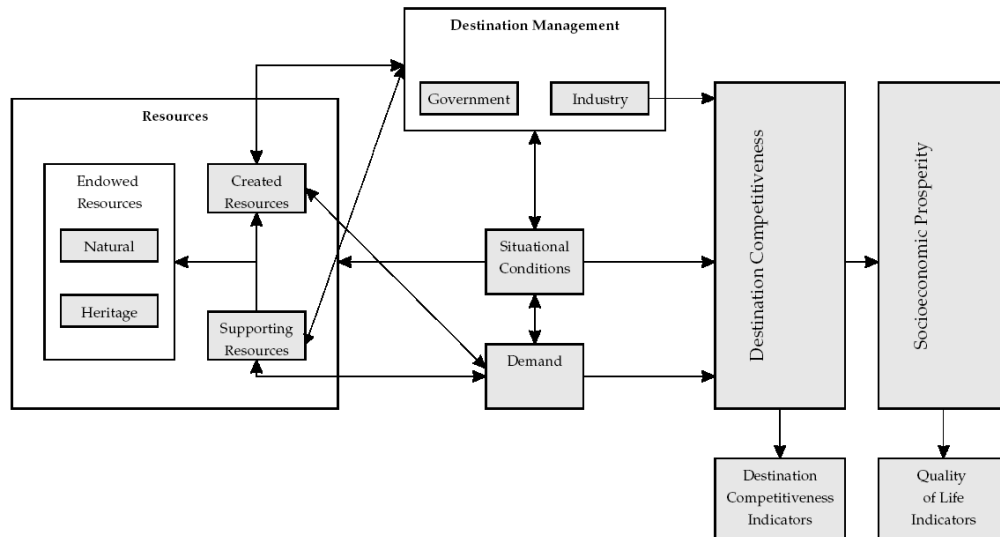 Destination Management
Government
Industry
Resources
Endowed
Resources
Natural
Heritage
Created
Resources
Supporting
Resources
Situational
Conditions
Demand
Destination Competitiveness
Socioeconomic Prosperity
Destination
Competitiveness
Indicators
Quality
of Life
Indicators